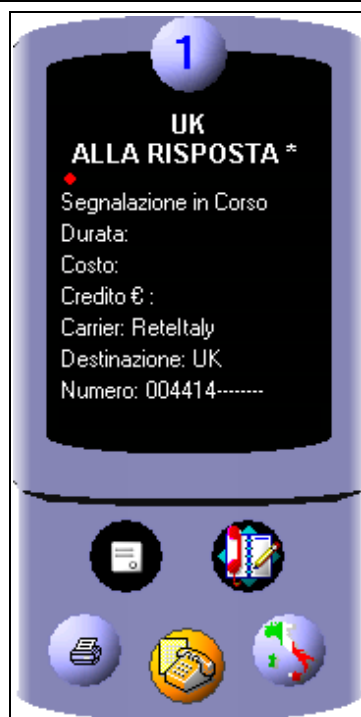 1
UK
ALLA RISPOSTA *
Segnalazione in Corso
Durata:
Costo:
Credito € :
Carrier: ReteItaly
Destinazione: UK
Numero: 004414--------